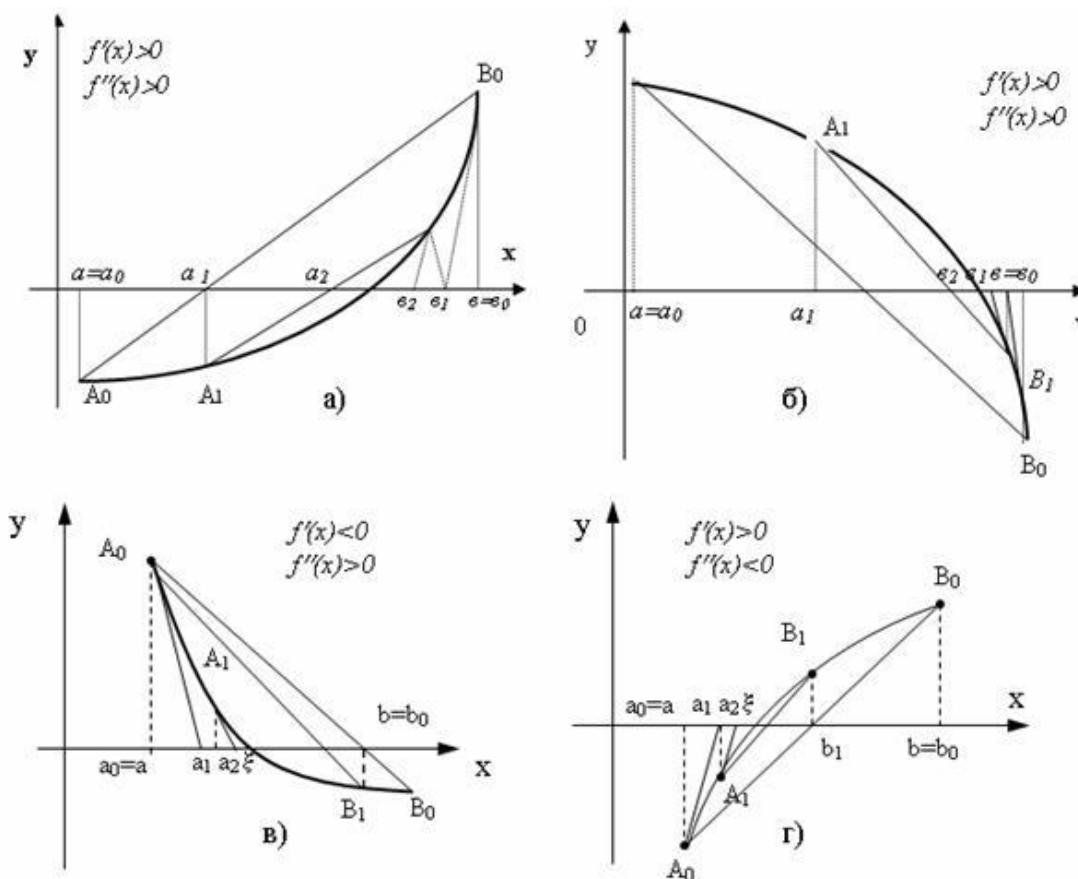 y
f'(x)>0
f''(x)>0
B₀
a=a₀
a₁
a₂
x
в₂
в₁
в=в₀
A₀
A₁
а)
y
f'(x)>0
f''(x)>0
A₁
в₂
в₁
в=в₀
0
a=a₀
a₁
B₁
б)
B₀
y
A₀
f'(x)<0
f''(x)>0
A₁
b=b₀
a₀=a
a₁
a₂
ξ
x
B₁
B₀
в)
y
f'(x)>0
f''(x)<0
B₀
B₁
a₀=a
a₁
a₂
ξ
x
b₁
b=b₀
A₁
A₀
г)